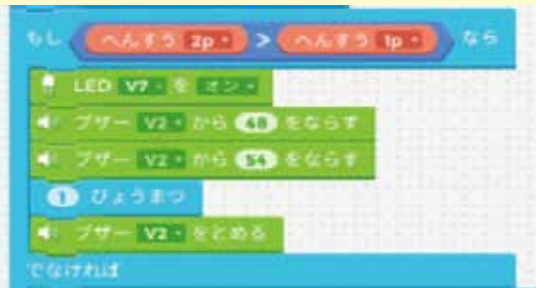 もし へんすう 2p > へんすう 1p なら
LED V7 を オン
ブザー V2 から 48 をならす
ブザー V2 から 54 をならす
1 びょうまつ
ブザー V2 をとめる
でなければ